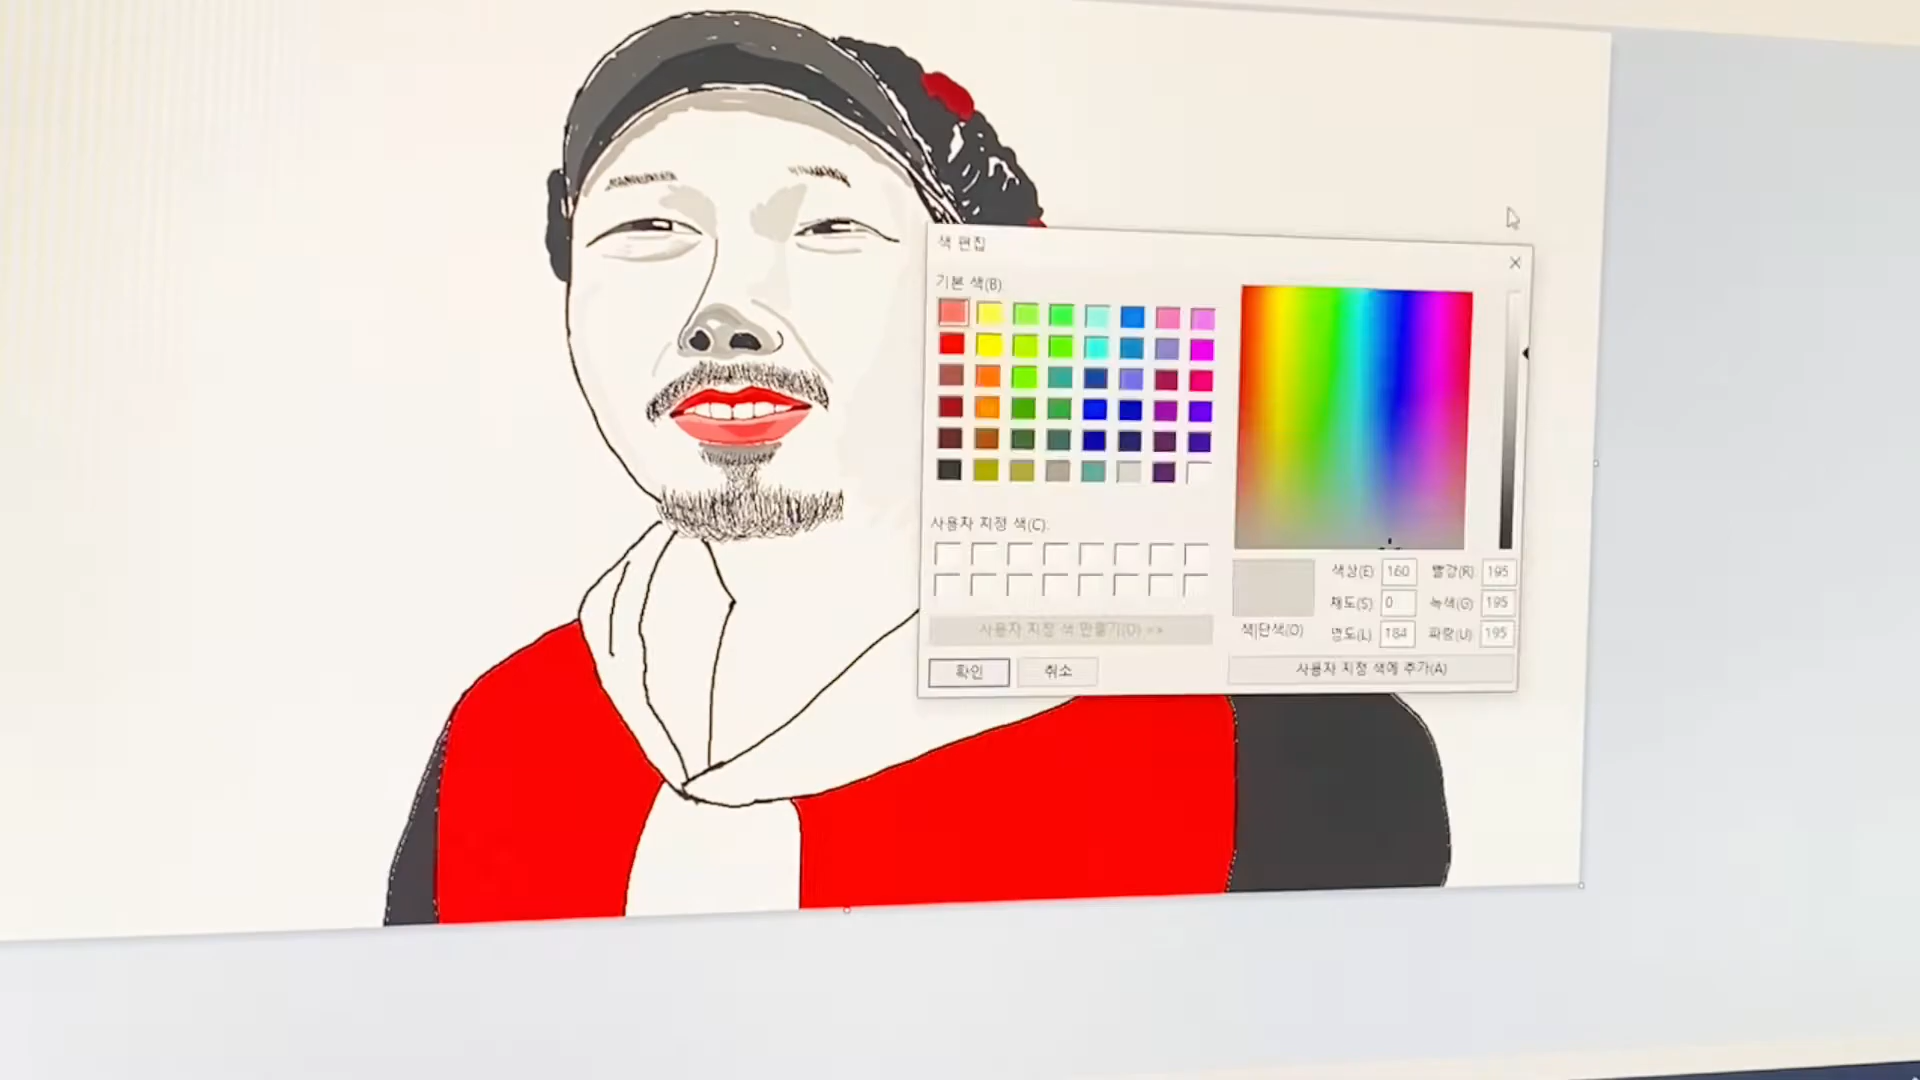 색 편집
기본 색(B):
사용자 지정 색(C):
사용자 지정 색 만들기(D) >>
확인
취소
색상(E)
160
빨강(R)
195
채도(S):
0
녹색(G)
195
색|단색(O)
명도(L)
184
파랑(U)
195
사용자 지정 색에 추가(A)